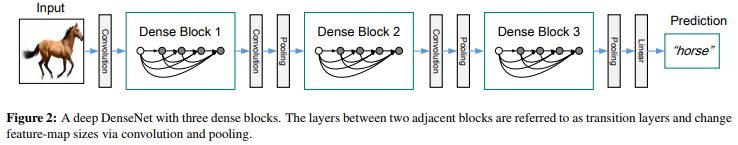 Input
Prediction
Dense Block 1
Dense Block 2
Dense Block 3
Convolution
Convolution
Pooling
Convolution
Pooling
Pooling
Linear
“horse”
Figure 2: A deep DenseNet with three dense blocks. The layers between two adjacent blocks are referred to as transition layers and change
feature-map sizes via convolution and pooling.